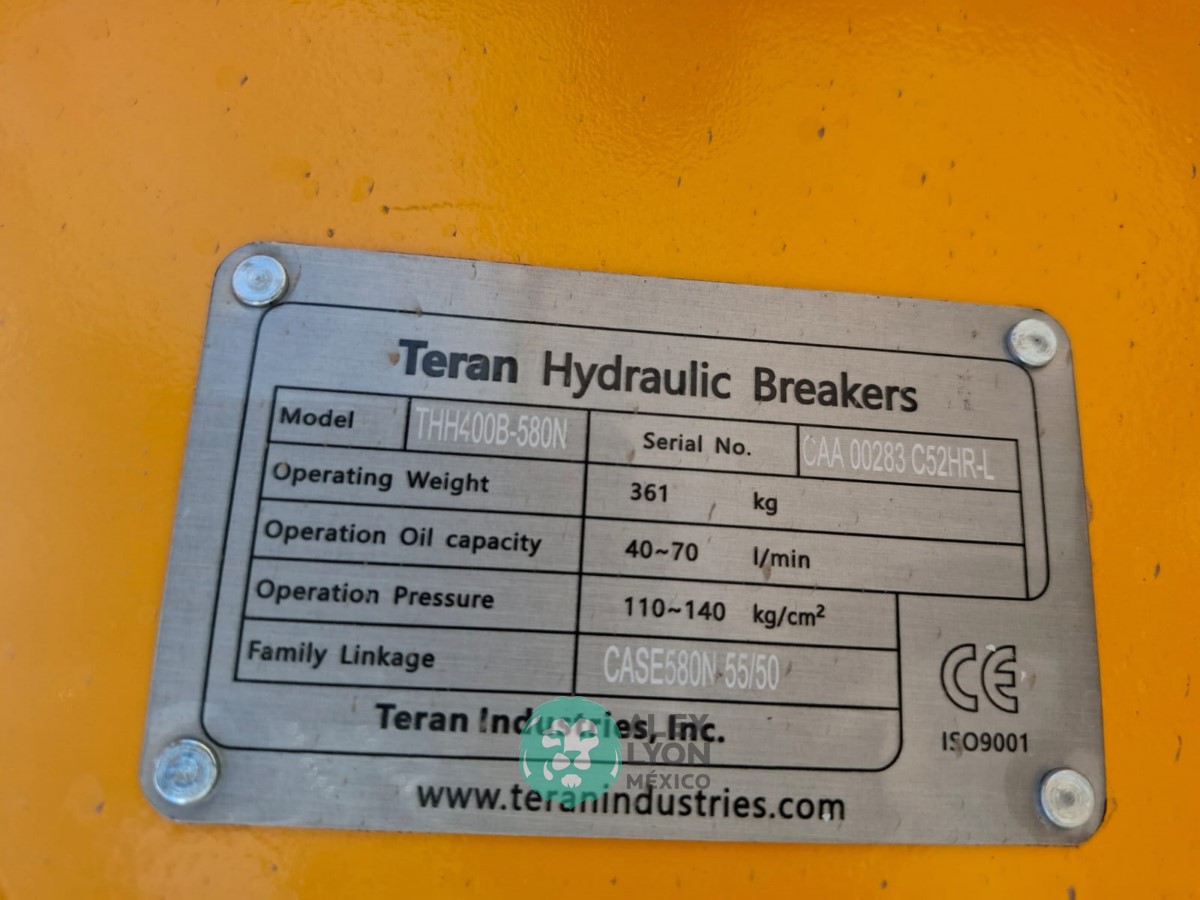 Teran Hydraulic Breakers
Model THH400B-580N Serial No. CAA 00283 C52HR-L
Operating Weight 361 kg
Operation Oil capacity 40~70 l/min
Operation Pressure 110~140 kg/cm²
Family Linkage CASE580N 55/50
CE
ISO9001
Teran Industries, Inc.
ALEX LYON
MÉXICO
www.teranindustries.com